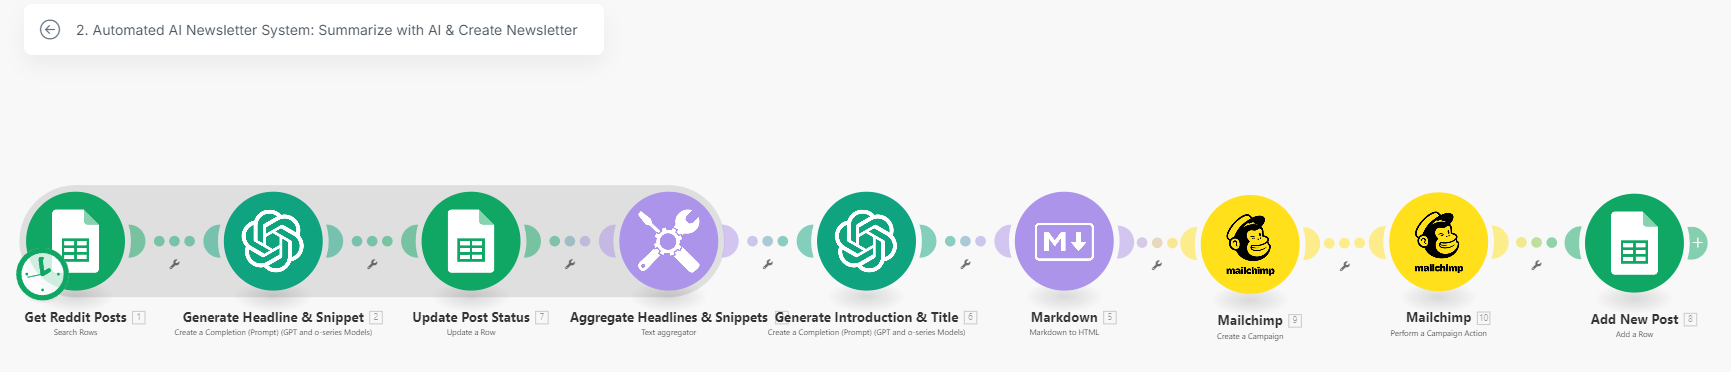 2. Automated AI Newsletter System: Summarize with AI & Create Newsletter
M
mailchimp
mailchimp
Get Reddit Posts 1
Search Rows
Generate Headline & Snippet 2
Create a Completion (Prompt) (GPT and o-series Models)
Update Post Status 7
Update a Row
Aggregate Headlines & Snippets
Text aggregator
Generate Introduction & Title 6
Create a Completion (Prompt) (GPT and o-series Models)
Markdown 5
Markdown to HTML
Mailchimp 9
Create a Campaign
Mailchimp 10
Perform a Campaign Action
Add New Post 8
Add a Row